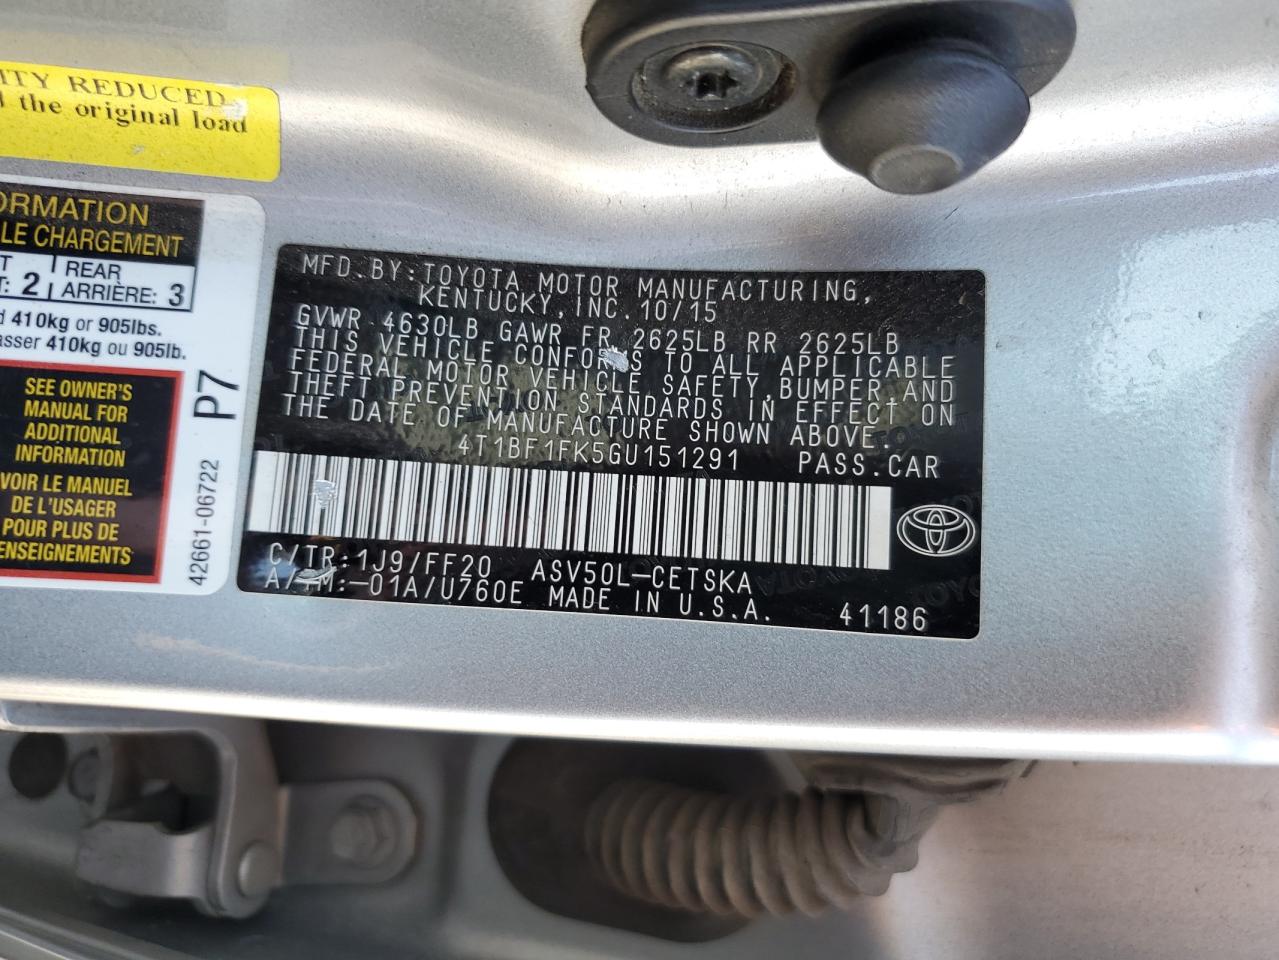 ITY REDUCED
the original load
ORMATION
LE CHARGEMENT
2
REAR
ARRIÈRE: 3
410kg or 905lbs.
asser 410kg ou 905lb.
SEE OWNER'S
MANUAL FOR
ADDITIONAL
INFORMATION
VOIR LE MANUEL
DE L'USAGER
POUR PLUS DE
ENSEIGNEMENTS
P7
42661-06722
MFD.BY:TOYOTA MOTOR MANUFACTURING,
KENTUCKY,INC.10/15
GVWR 4630LB GAWR FR 2625LB RR 2625LB
THIS VEHICLE CONFORMS TO ALL APPLICABLE
FEDERAL MOTOR VEHICLE SAFETY,BUMPER,AND
THEFT PREVENTION STANDARDS IN EFFECT ON
THE DATE OF MANUFACTURE SHOWN ABOVE.
4T1BF1FK5GU151291 PASS.CAR
C/TR:1J9/FF20 ASV50L-CETSKA
A/TM:-01A/U760E MADE IN U.S.A. 41186